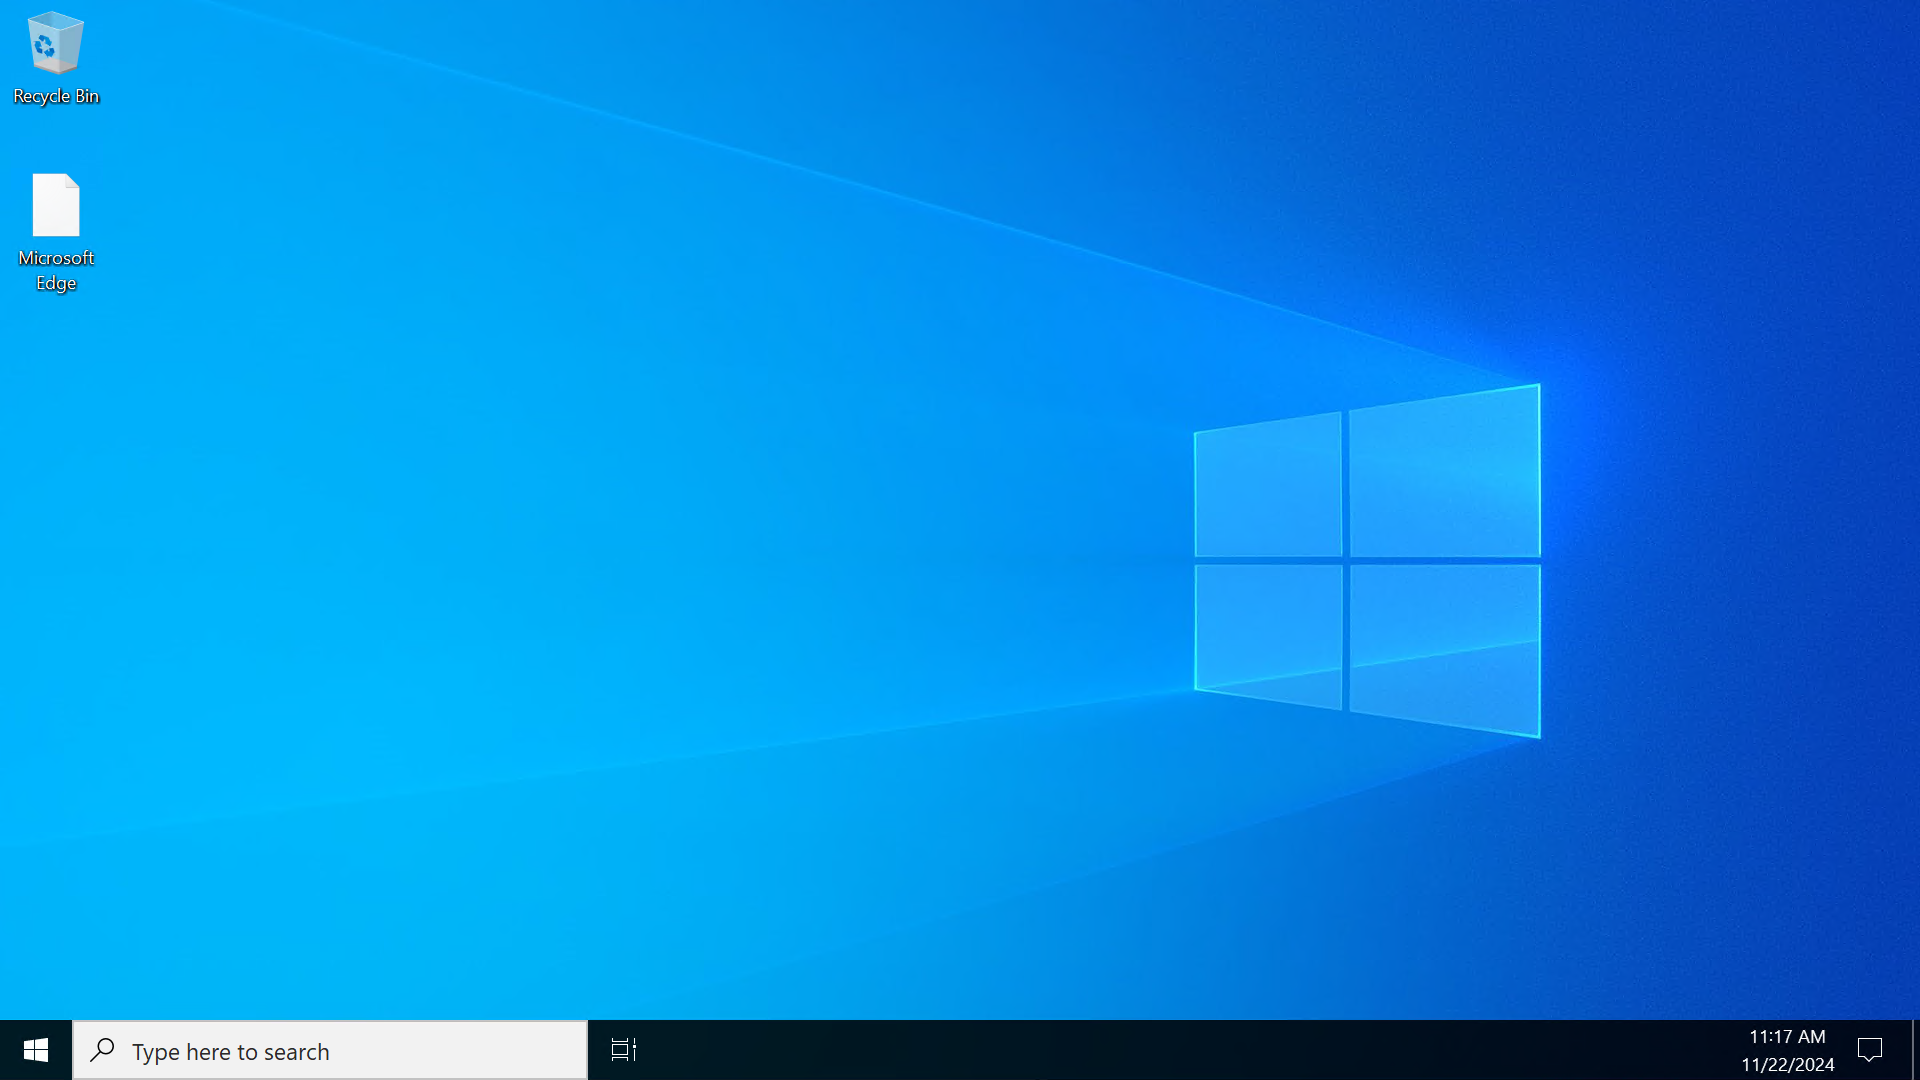 Recycle Bin
Microsoft
Edge
Type here to search
11:17 AM
11/22/2024